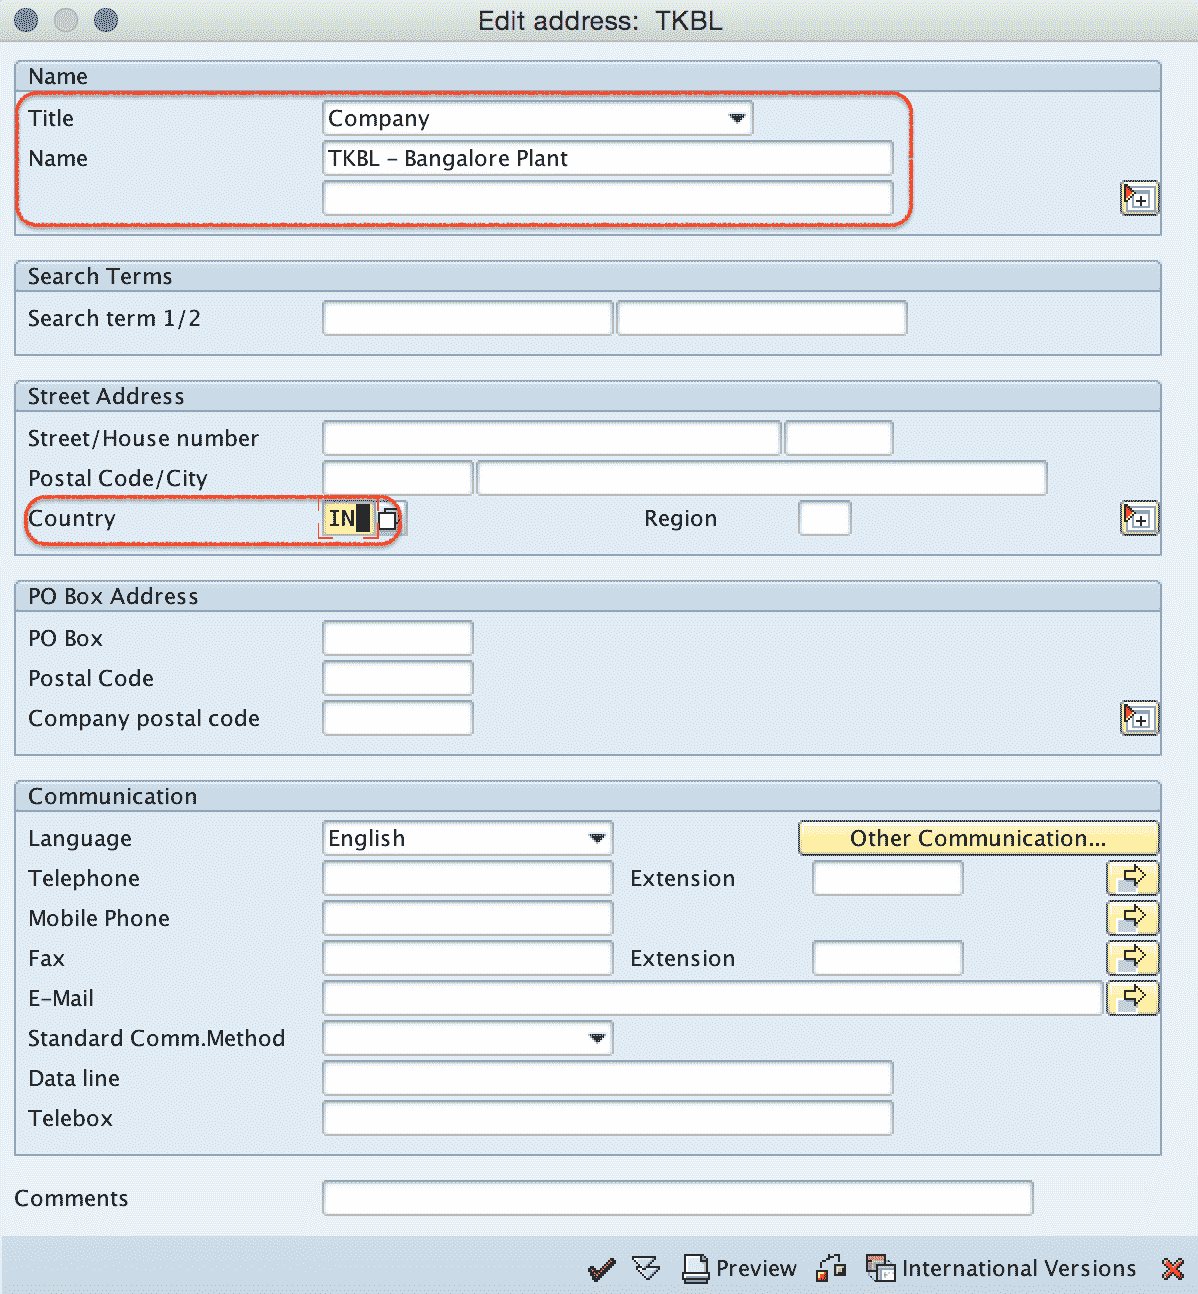 Edit address: TKBL
Name
Title Company
Name TKBL – Bangalore Plant
Search Terms
Search term 1/2
Street Address
Street/House number
Postal Code/City
Country IN Region
PO Box Address
PO Box
Postal Code
Company postal code
Communication
Language English Other Communication...
Telephone Extension
Mobile Phone
Fax Extension
E-Mail
Standard Comm.Method
Data line
Telebox
Comments
Preview International Versions